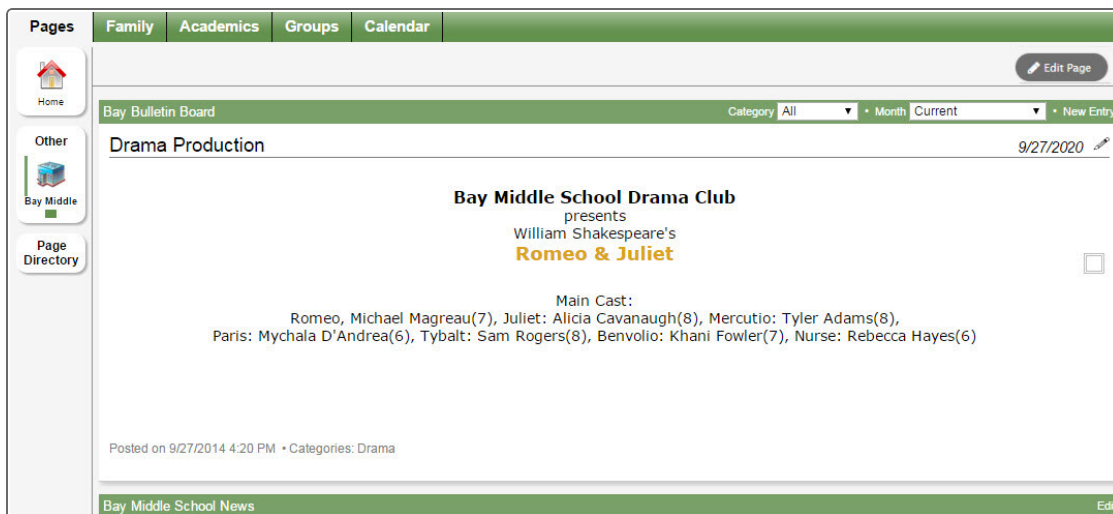 Pages Family Academics Groups Calendar
Edit Page
Home
Other
Bay Middle
Page
Directory
Bay Bulletin Board Category All • Month Current • New Entry
Drama Production 9/27/2020
Bay Middle School Drama Club
presents
William Shakespeare's
Romeo & Juliet
Main Cast:
Romeo, Michael Magreau(7), Juliet: Alicia Cavanaugh(8), Mercutio: Tyler Adams(8),
Paris: Mychala D'Andrea(6), Tybalt: Sam Rogers(8), Benvolio: Khani Fowler(7), Nurse: Rebecca Hayes(6)
Posted on 9/27/2014 4:20 PM • Categories: Drama
Bay Middle School News Edi